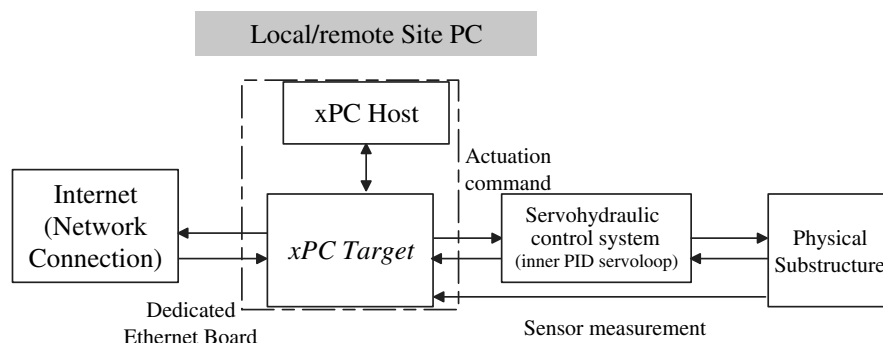 Local/remote Site PC
xPC Host
Actuation
command
Internet
(Network
Connection)
xPC Target
Servohydraulic
control system
(inner PID servoloop)
Physical
Substructure
Dedicated
Ethernet Board
Sensor measurement